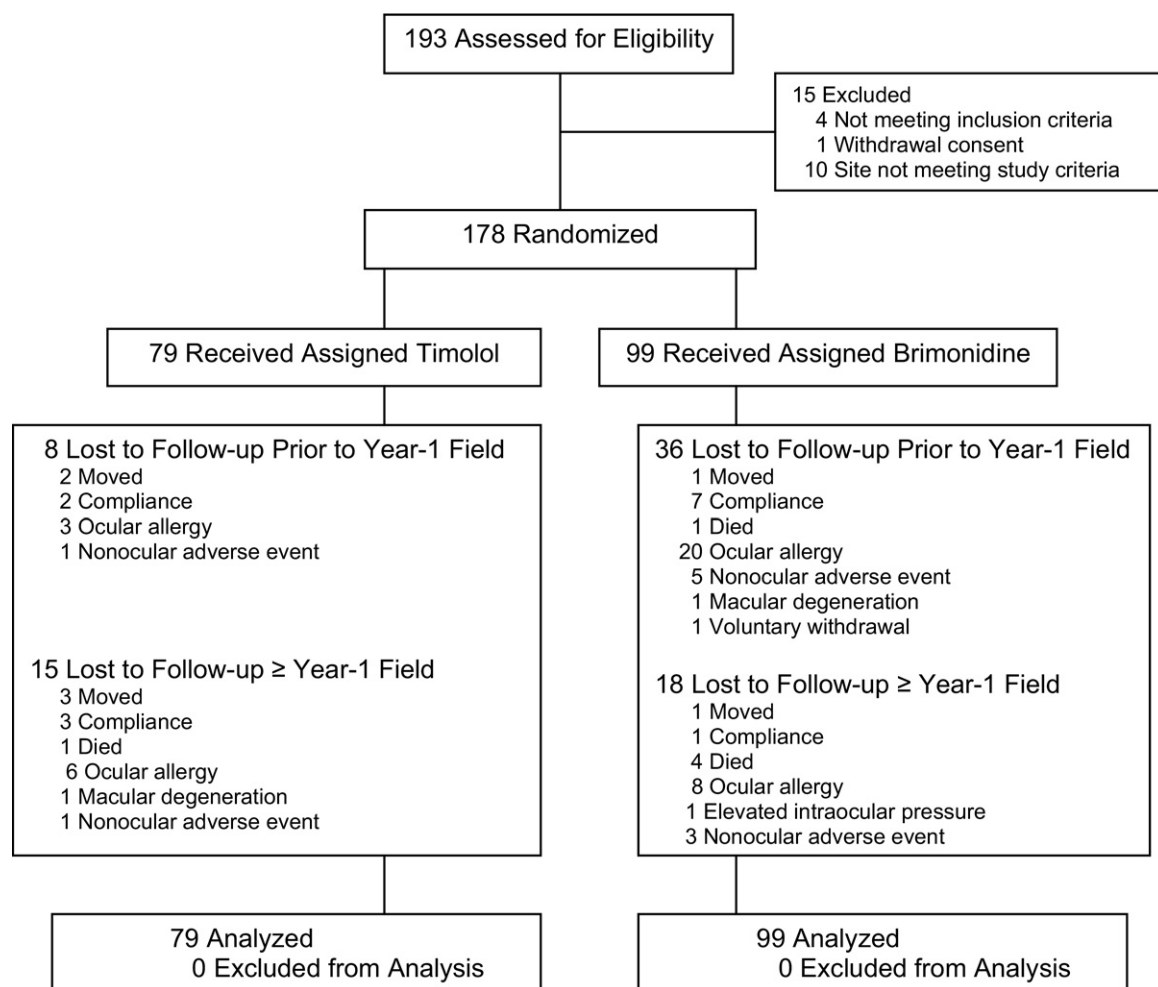 193 Assessed for Eligibility
15 Excluded
4 Not meeting inclusion criteria
1 Withdrawal consent
10 Site not meeting study criteria
178 Randomized
79 Received Assigned Timolol
99 Received Assigned Brimonidine
8 Lost to Follow-up Prior to Year-1 Field
2 Moved
2 Compliance
3 Ocular allergy
1 Nonocular adverse event
15 Lost to Follow-up ≥ Year-1 Field
3 Moved
3 Compliance
1 Died
6 Ocular allergy
1 Macular degeneration
1 Nonocular adverse event
36 Lost to Follow-up Prior to Year-1 Field
1 Moved
7 Compliance
1 Died
20 Ocular allergy
5 Nonocular adverse event
1 Macular degeneration
1 Voluntary withdrawal
18 Lost to Follow-up ≥ Year-1 Field
1 Moved
1 Compliance
4 Died
8 Ocular allergy
1 Elevated intraocular pressure
3 Nonocular adverse event
79 Analyzed
0 Excluded from Analysis
99 Analyzed
0 Excluded from Analysis